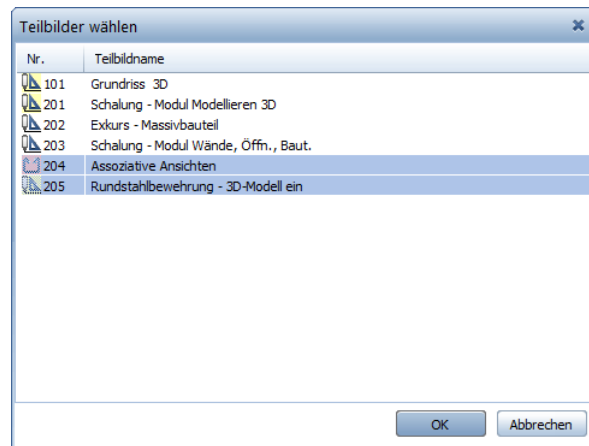 Teilbilder wählen
Nr. Teilbildname
101 Grundriss 3D
201 Schalung - Modul Modellieren 3D
202 Exkurs - Massivbauteil
203 Schalung - Modul Wände, Öffn., Baut.
204 Assoziative Ansichten
205 Rundstahlbewehrung - 3D-Modell ein
OK Abbrechen